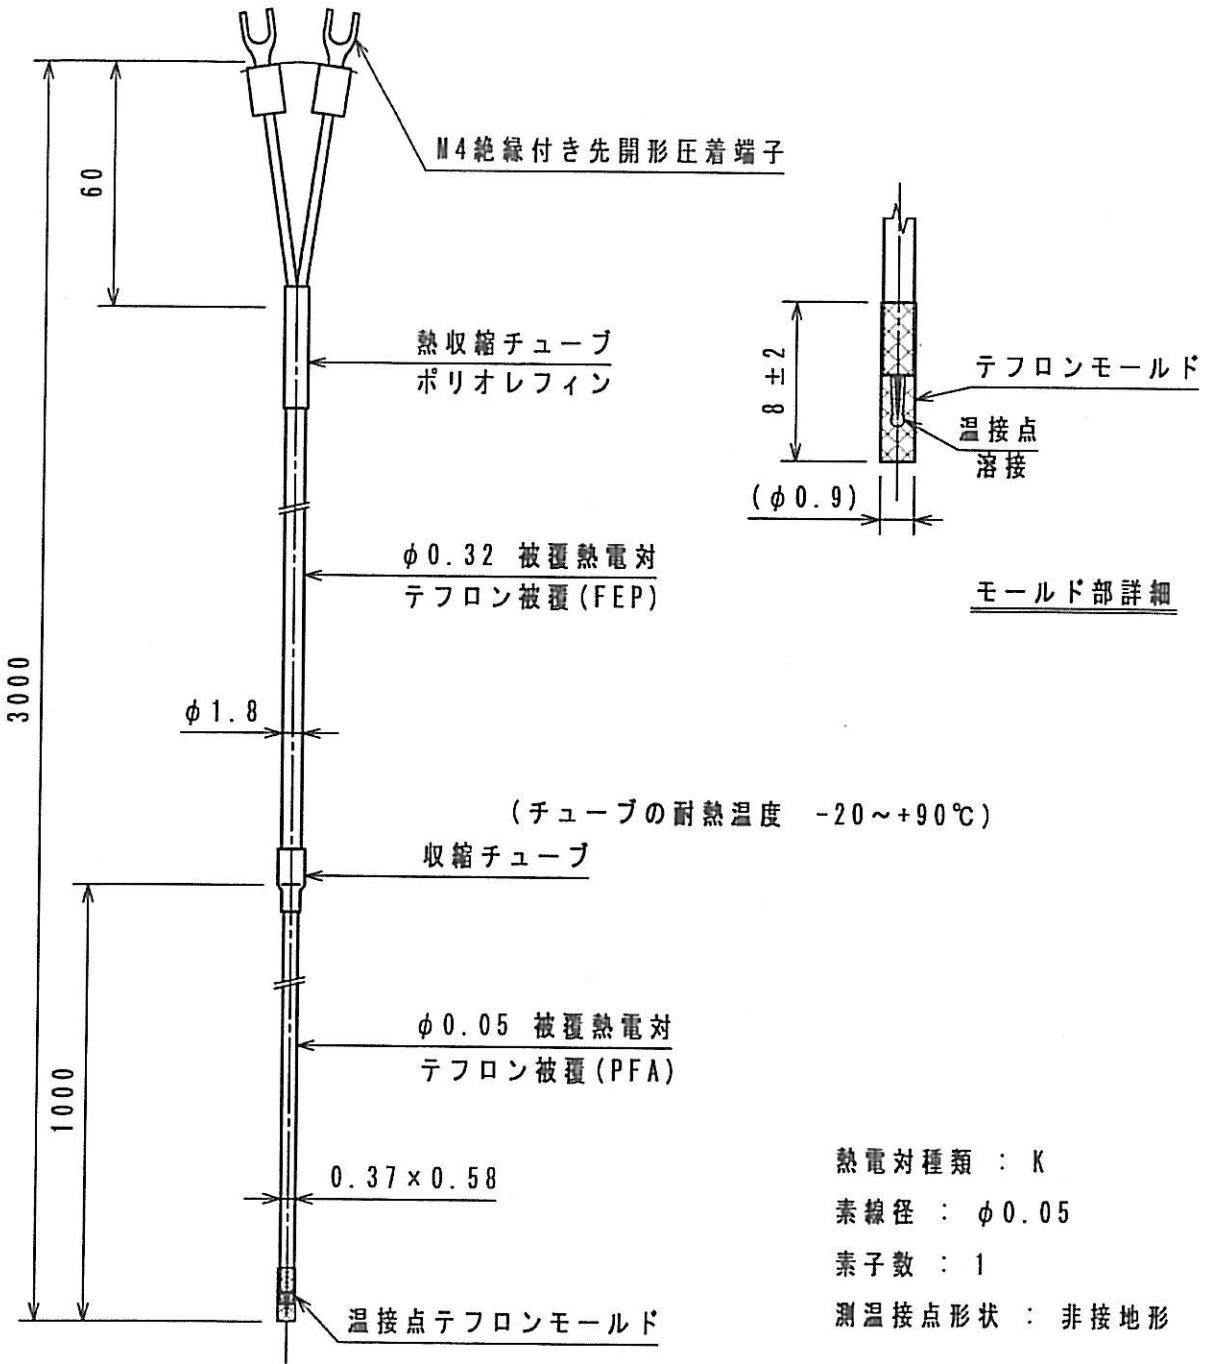 M4絶縁付き先開形圧着端子
60
熱収縮チューブ
ポリオレフィン
8 ±2
テフロンモールド
温接点
溶接
(φ0.9)
φ0.32 被覆熱電対
テフロン被覆(FEP)
モールド部詳細
3000
φ1.8
(チューブの耐熱温度 -20～+90℃)
収縮チューブ
φ0.05 被覆熱電対
テフロン被覆(PFA)
1000
0.37×0.58
熱電対種類 : K
素線径 : φ0.05
素子数 : 1
測温接点形状 : 非接地形
温接点テフロンモールド